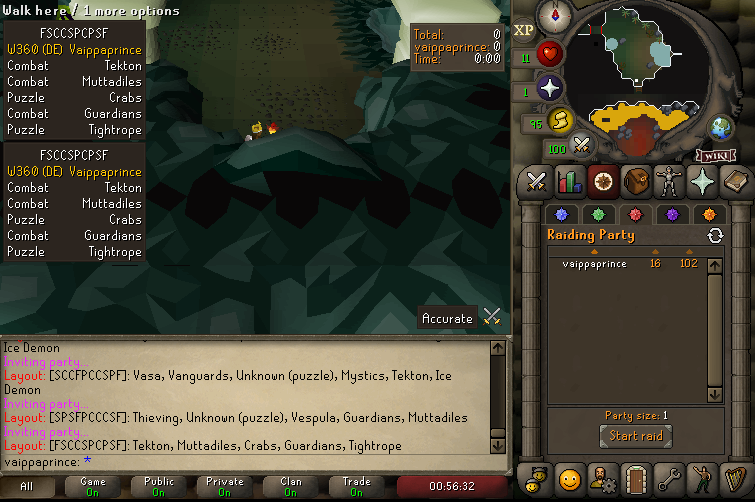 Walk here / 1 more options
FSCCSPCPSF
W360 (DE) Vaippaprince
Combat Tekton
Combat Muttadiles
Puzzle Crabs
Combat Guardians
Puzzle Tightrope
FSCCSPCPSF
W360 (DE) Vaippaprince
Combat Tekton
Combat Muttadiles
Puzzle Crabs
Combat Guardians
Puzzle Tightrope
Total: 0
vaippaprince: 0
Time: 0:00
Accurate
XP
11
1
95
100
WIKI
Raiding Party
vaippaprince 16 102
Party size: 1
Start raid
Ice Demon
Inviting party...
Layout: [SCCFPCCSPF]: Vasa, Vanguards, Unknown (puzzle), Mystics, Tekton, Ice
Demon
Inviting party...
Layout: [SPSFPCCCSF]: Thieving, Unknown (puzzle), Vespula, Guardians, Muttadiles
Inviting party...
Layout: [FSCCSPCPSF]: Tekton, Muttadiles, Crabs, Guardians, Tightrope
vaippaprince: *
All
Game
On
Public
On
Private
On
Clan
On
Trade
On
00:56:32